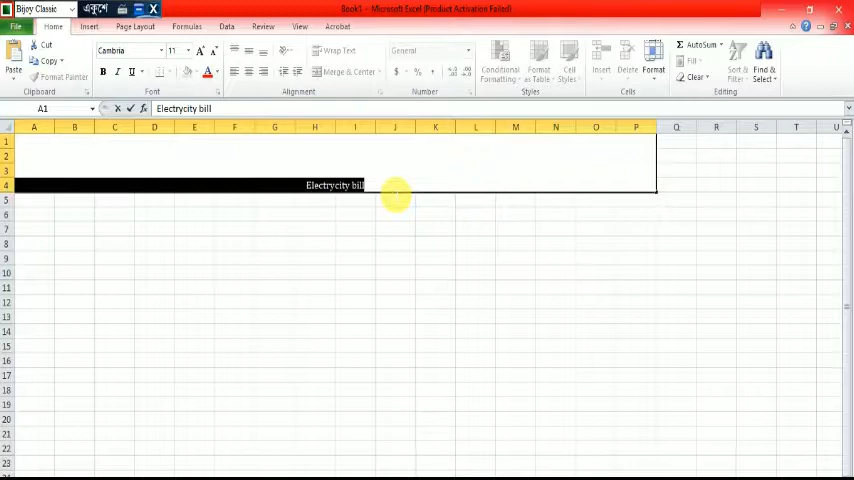 Bijoy Classic একুশে Book1 - Microsoft Excel (Product Activation Failed)
File Home Insert Page Layout Formulas Data Review View Acrobat
Cut Cambria 11 A A Wrap Text General AutoSum
Copy Fill
Paste Format Painter B I U A Merge & Center $ % , Conditional Formatting Format as Table Cell Styles Insert Delete Format Clear Sort & Filter Find & Select
Clipboard Font Alignment Number Styles Cells Editing
A1 fx Electrycity bill
A B C D E F G H I J K L M N O P Q R S T U
1
2
3
4 Electrycity bill
5
6
7
8
9
10
11
12
13
14
15
16
17
18
19
20
21
22
23